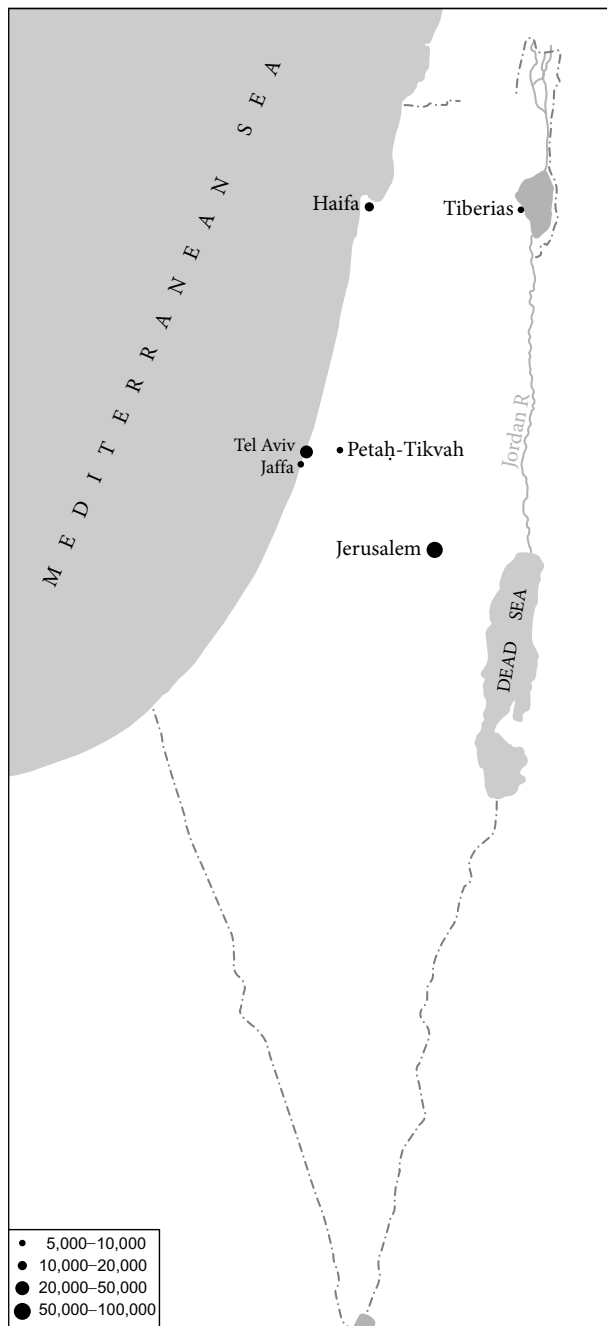 MEDITERRANEAN SEA
Haifa
Tiberias
Jordan R
Tel Aviv
Jaffa
Petaḥ-Tikvah
Jerusalem
DEAD SEA
5,000–10,000
10,000–20,000
20,000–50,000
50,000–100,000